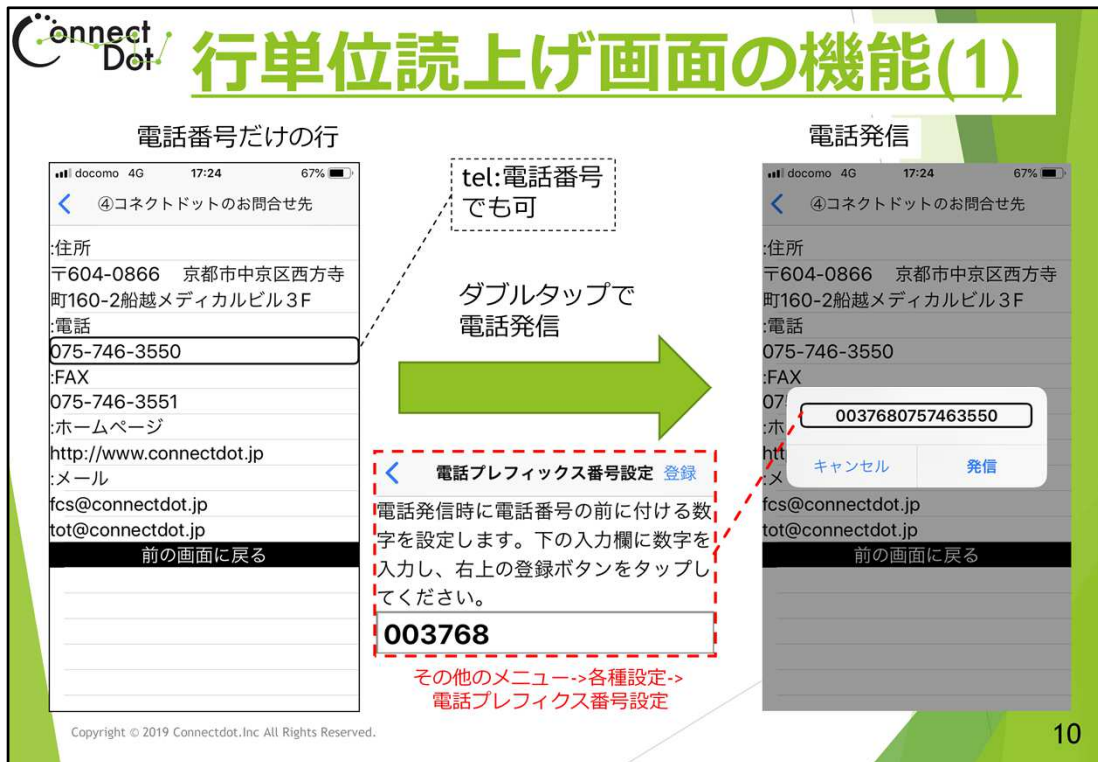 Connect
Dot
行単位読上げ画面の機能(1)
電話番号だけの行
docomo 4G 17:24 67%
④コネクトドットのお問合せ先
:住所
〒604-0866 京都市中京区西方寺
町160-2船越メディカルビル3F
:電話
075-746-3550
:FAX
075-746-3551
:ホームページ
http://www.connectdot.jp
:メール
fcs@connectdot.jp
tot@connectdot.jp
前の画面に戻る
tel:電話番号
でも可
ダブルタップで
電話発信
電話プレフィックス番号設定 登録
電話発信時に電話番号の前に付ける数
字を設定します。下の入力欄に数字を
入力し、右上の登録ボタンをタップし
てください。
003768
その他のメニュー->各種設定->
電話プレフィクス番号設定
電話発信
docomo 4G 17:24 67%
④コネクトドットのお問合せ先
:住所
〒604-0866 京都市中京区西方寺
町160-2船越メディカルビル3F
:電話
075-746-3550
:FAX
07
0037680757463550
:ホ
htt
キャンセル 発信
:メ
fcs@connectdot.jp
tot@connectdot.jp
前の画面に戻る
Copyright © 2019 Connectdot.Inc All Rights Reserved.
10